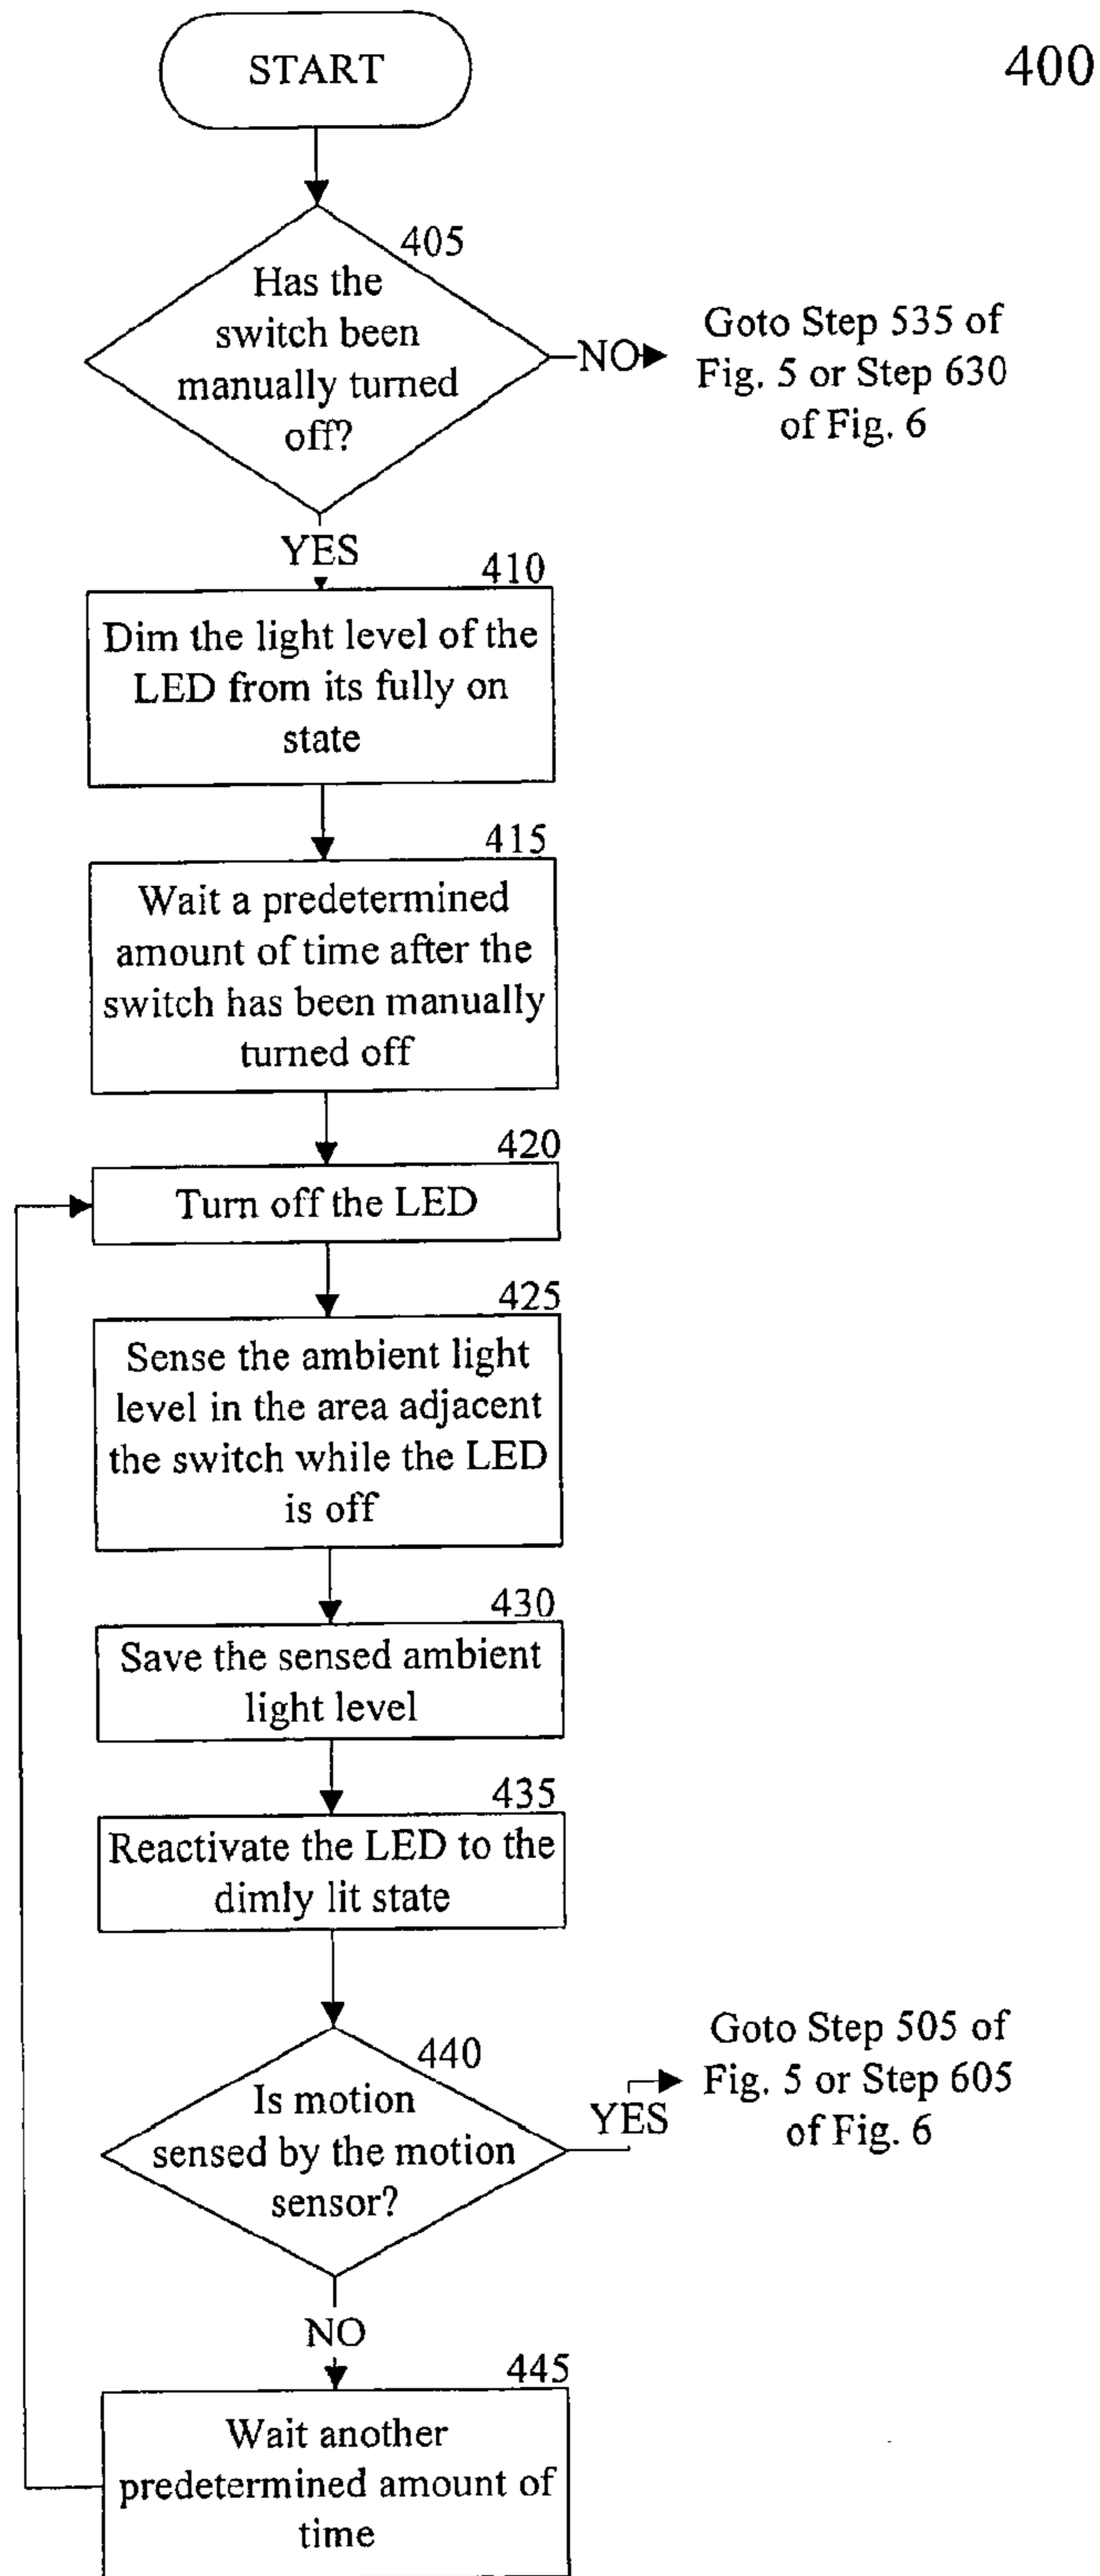 START
400
405
Has the
switch been
manually turned
off?
NO
Goto Step 535 of
Fig. 5 or Step 630
of Fig. 6
YES
410
Dim the light level of the
LED from its fully on
state
415
Wait a predetermined
amount of time after the
switch has been manually
turned off
420
Turn off the LED
425
Sense the ambient light
level in the area adjacent
the switch while the LED
is off
430
Save the sensed ambient
light level
435
Reactivate the LED to the
dimly lit state
440
Is motion
sensed by the motion
sensor?
YES
Goto Step 505 of
Fig. 5 or Step 605
of Fig. 6
NO
445
Wait another
predetermined amount of
time